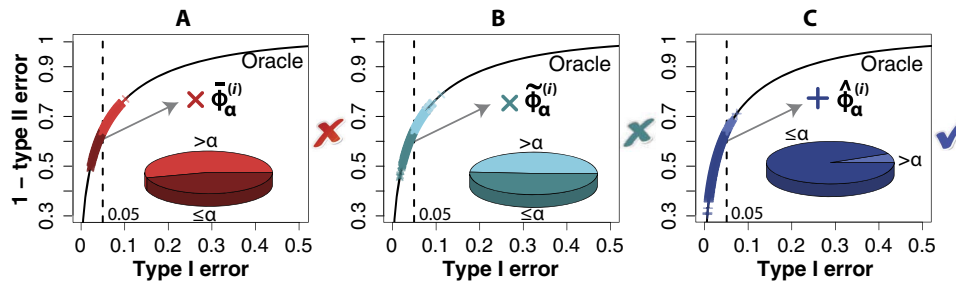 A
1 − type II error
1
0.9
0.7
0.5
0.3
Oracle
ϕ̄α(i)
>α
≤α
0.05
0
0.1
0.2
0.3
0.4
0.5
Type I error
B
1
0.9
0.7
0.5
0.3
Oracle
ϕ̃α(i)
>α
≤α
0.05
0
0.1
0.2
0.3
0.4
0.5
Type I error
C
1
0.9
0.7
0.5
0.3
Oracle
ϕ̂α(i)
≤α
>α
0.05
0
0.1
0.2
0.3
0.4
0.5
Type I error